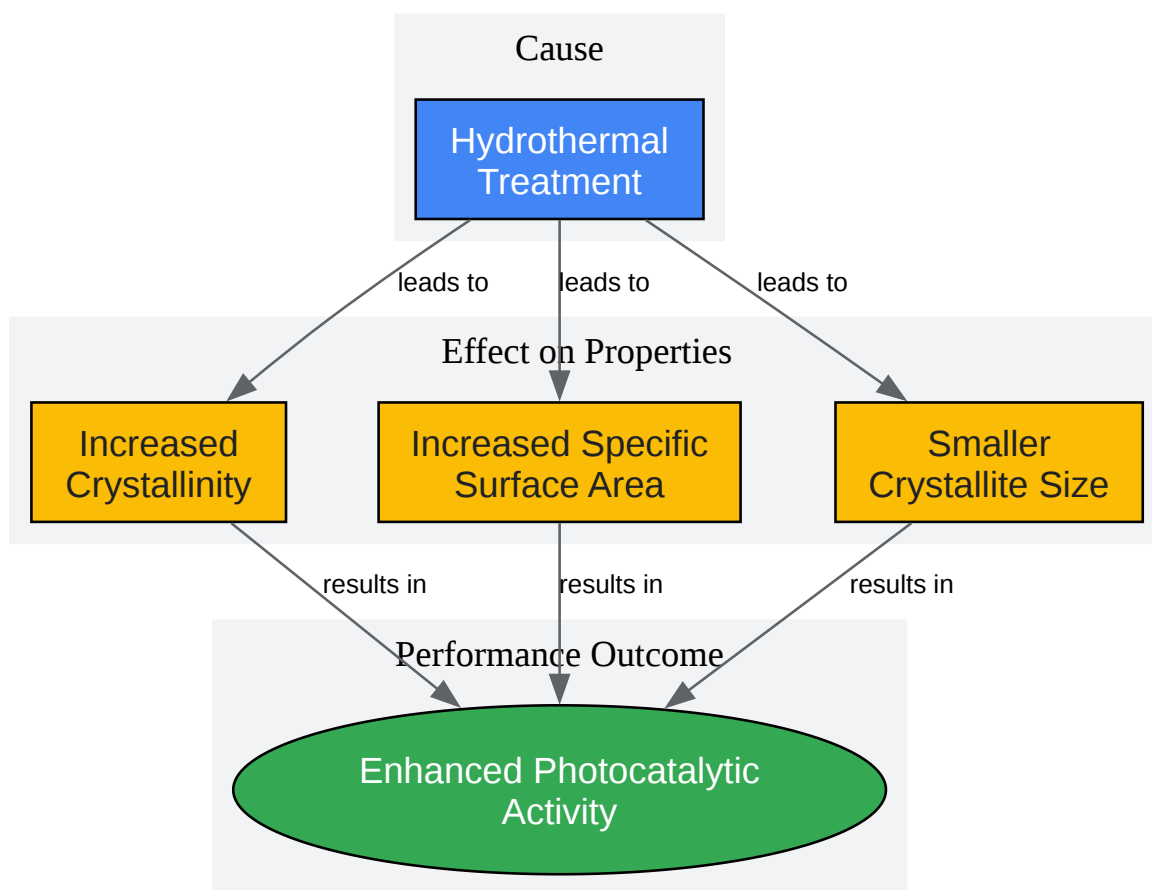 Cause
Hydrothermal
Treatment
leads to
leads to
leads to
Effect on Properties
Increased
Crystallinity
Increased Specific
Surface Area
Smaller
Crystallite Size
results in
results in
results in
Performance Outcome
Enhanced Photocatalytic
Activity